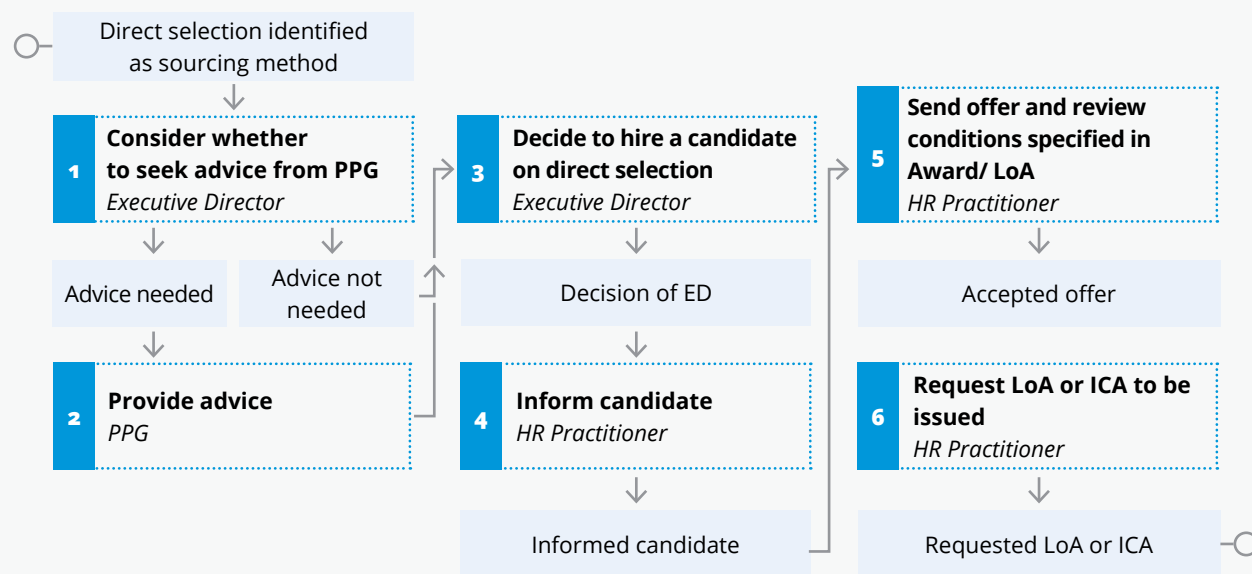 Direct selection identified
as sourcing method
1
Consider whether
to seek advice from PPG
Executive Director
Advice needed
Advice not
needed
2
Provide advice
PPG
3
Decide to hire a candidate
on direct selection
Executive Director
Decision of ED
4
Inform candidate
HR Practitioner
Informed candidate
5
Send offer and review
conditions specified in
Award/ LoA
HR Practitioner
Accepted offer
6
Request LoA or ICA to be
issued
HR Practitioner
Requested LoA or ICA